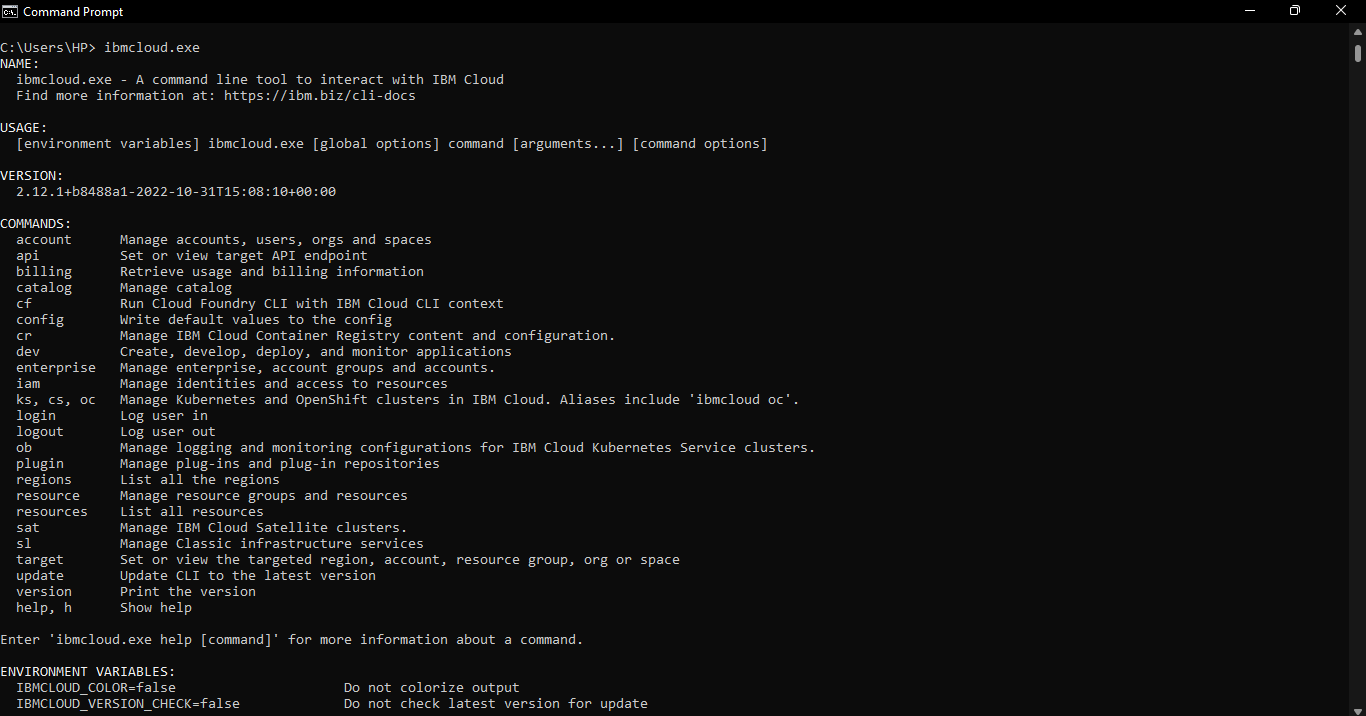 Command Prompt
C:\Users\HP> ibmcloud.exe
NAME:
ibmcloud.exe - A command line tool to interact with IBM Cloud
Find more information at: https://ibm.biz/cli-docs
USAGE:
[environment variables] ibmcloud.exe [global options] command [arguments...] [command options]
VERSION:
2.12.1+b8488a1-2022-10-31T15:08:10+00:00
COMMANDS:
account Manage accounts, users, orgs and spaces
api Set or view target API endpoint
billing Retrieve usage and billing information
catalog Manage catalog
cf Run Cloud Foundry CLI with IBM Cloud CLI context
config Write default values to the config
cr Manage IBM Cloud Container Registry content and configuration.
dev Create, develop, deploy, and monitor applications
enterprise Manage enterprise, account groups and accounts.
iam Manage identities and access to resources
ks, cs, oc Manage Kubernetes and OpenShift clusters in IBM Cloud. Aliases include 'ibmcloud oc'.
login Log user in
logout Log user out
ob Manage logging and monitoring configurations for IBM Cloud Kubernetes Service clusters.
plugin Manage plug-ins and plug-in repositories
regions List all the regions
resource Manage resource groups and resources
resources List all resources
sat Manage IBM Cloud Satellite clusters.
sl Manage Classic infrastructure services
target Set or view the targeted region, account, resource group, org or space
update Update CLI to the latest version
version Print the version
help, h Show help
Enter 'ibmcloud.exe help [command]' for more information about a command.
ENVIRONMENT VARIABLES:
IBMCLOUD_COLOR=false Do not colorize output
IBMCLOUD_VERSION_CHECK=false Do not check latest version for update